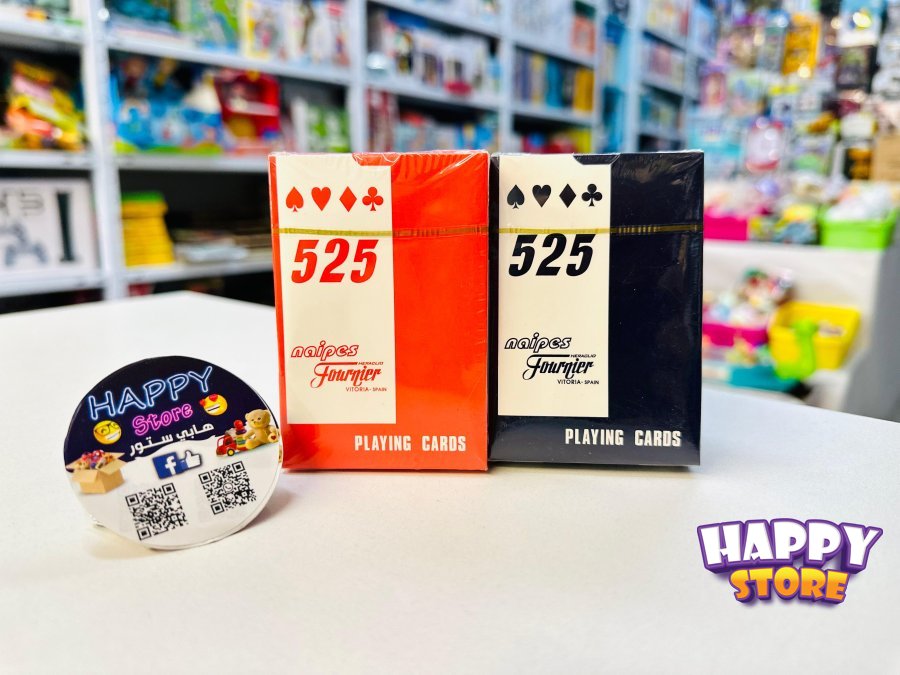 525
naipes
HERACLIO
Fournier
VITORIA - SPAIN
PLAYING CARDS
525
naipes
HERACLIO
Fournier
VITORIA - SPAIN
PLAYING CARDS
HAPPY
Store
هابي ستور
f
HAPPY
STORE